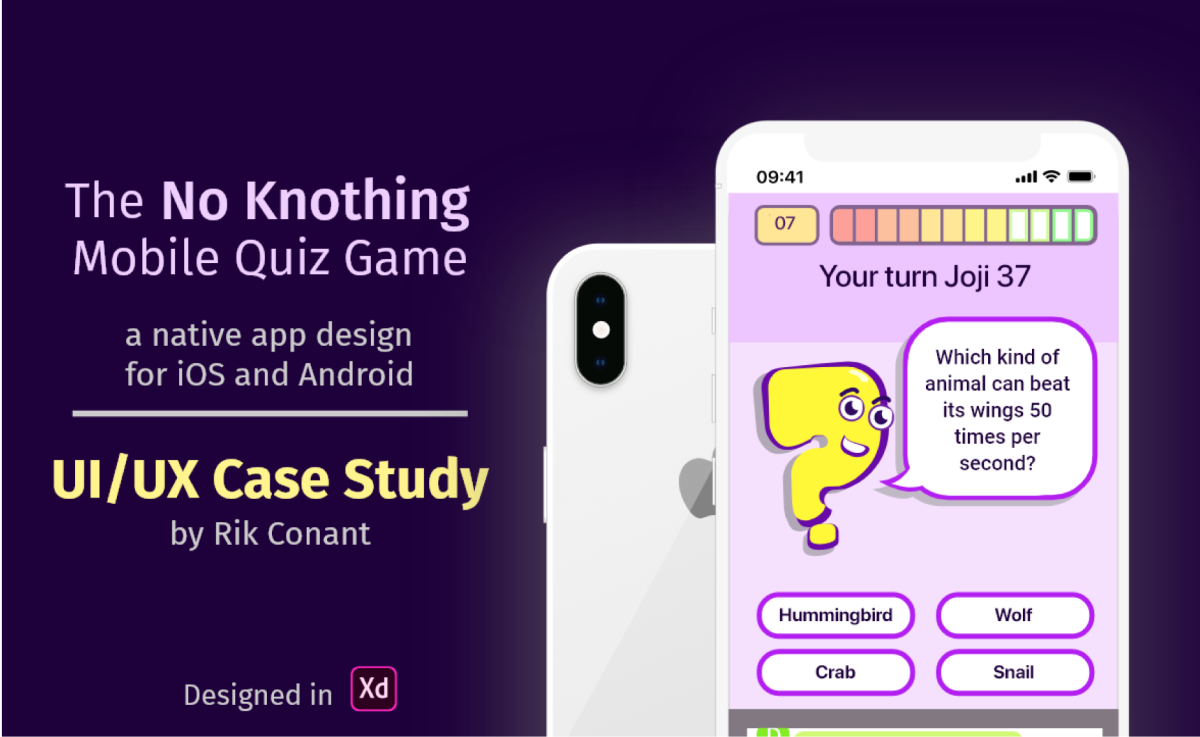 The No Knothing
Mobile Quiz Game
a native app design
for iOS and Android
UI/UX Case Study
by Rik Conant
Designed in Xd
09:41
07
Your turn Joji 37
Which kind of
animal can beat
its wings 50
times per
second?
Hummingbird
Wolf
Crab
Snail